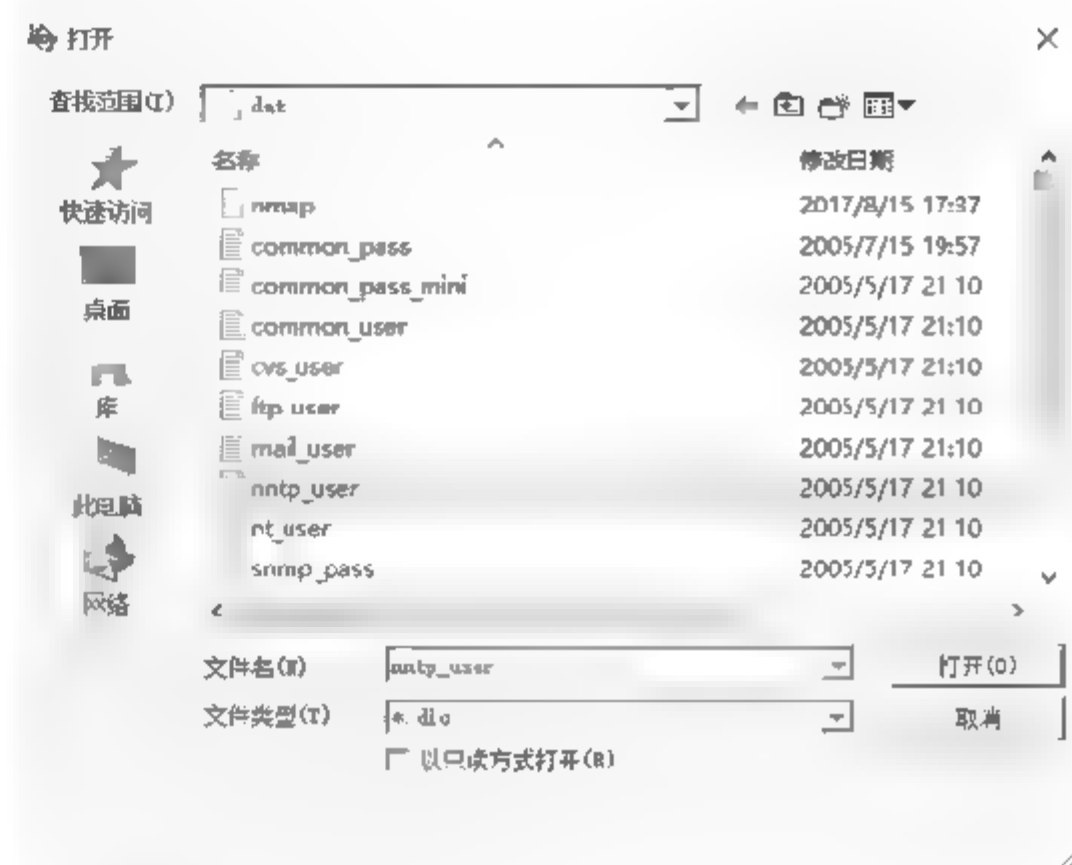 打开
查找范围(I) dat
名称 修改日期
nmap 2017/8/15 17:37
common_pass 2005/7/15 19:57
common_pass_mini 2005/5/17 21:10
common_user 2005/5/17 21:10
cvs_user 2005/5/17 21:10
ftp_user 2005/5/17 21:10
mail_user 2005/5/17 21:10
nntp_user 2005/5/17 21:10
nt_user 2005/5/17 21:10
snmp_pass 2005/5/17 21:10
快速访问
桌面
库
此电脑
网络
文件名(N) nntp_user 打开(O)
文件类型(T) *.dic 取消
以只读方式打开(R)